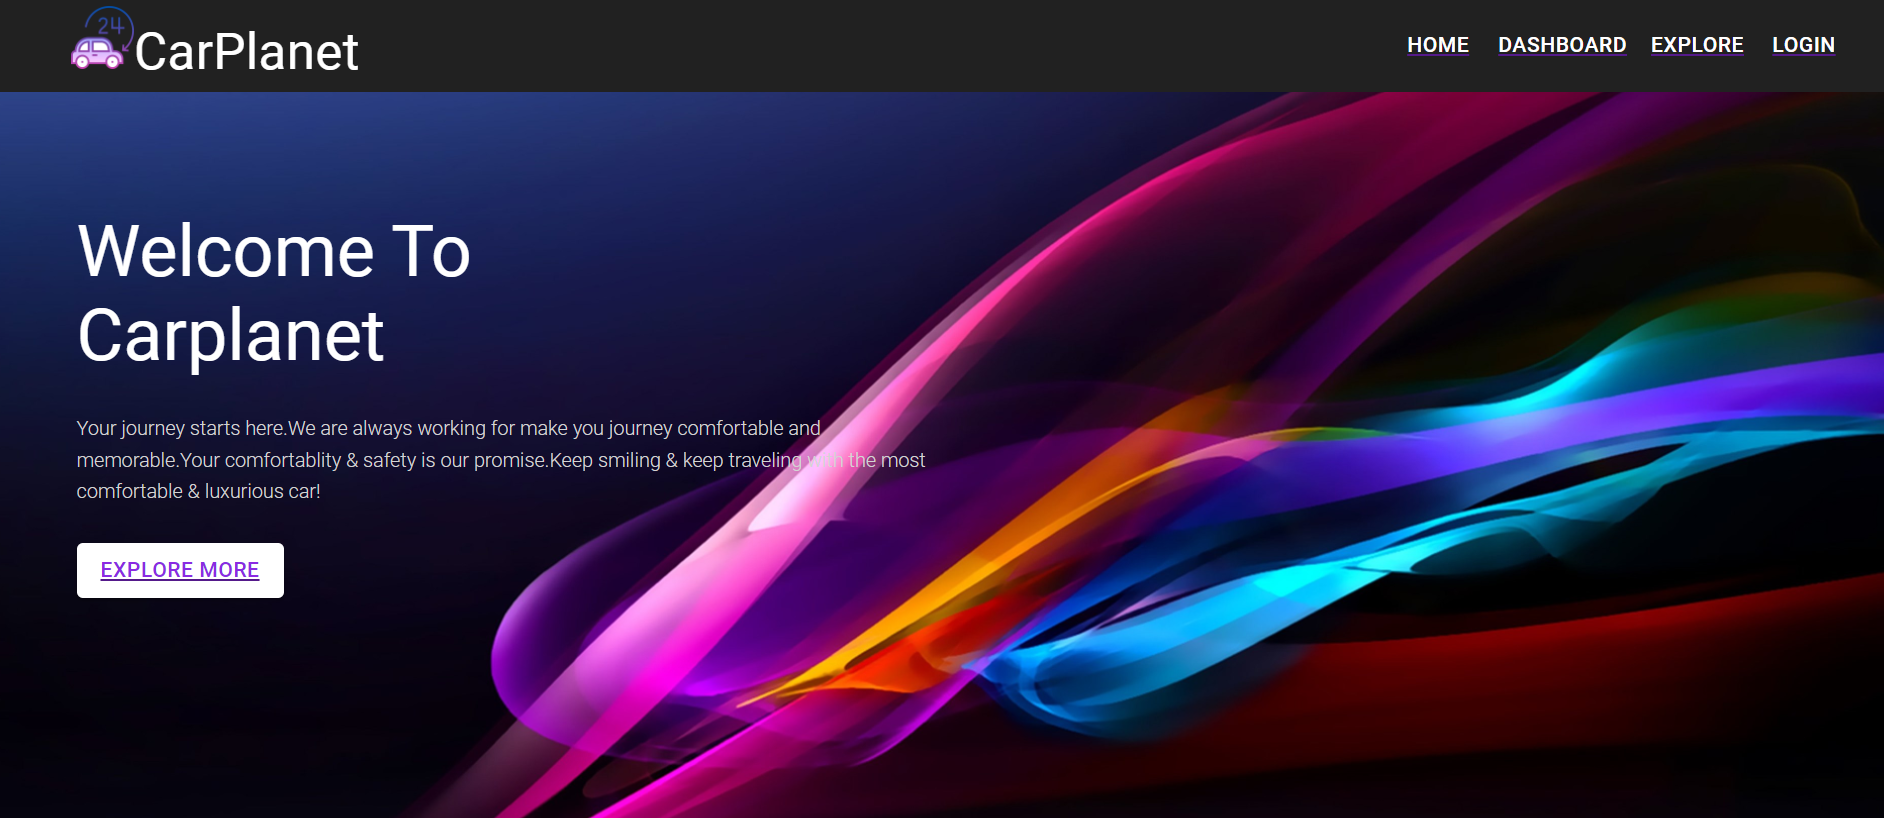 24
CarPlanet
HOME DASHBOARD EXPLORE LOGIN
Welcome To
Carplanet
Your journey starts here.We are always working for make you journey comfortable and
memorable.Your comfortablity & safety is our promise.Keep smiling & keep traveling with the most
comfortable & luxurious car!
EXPLORE MORE